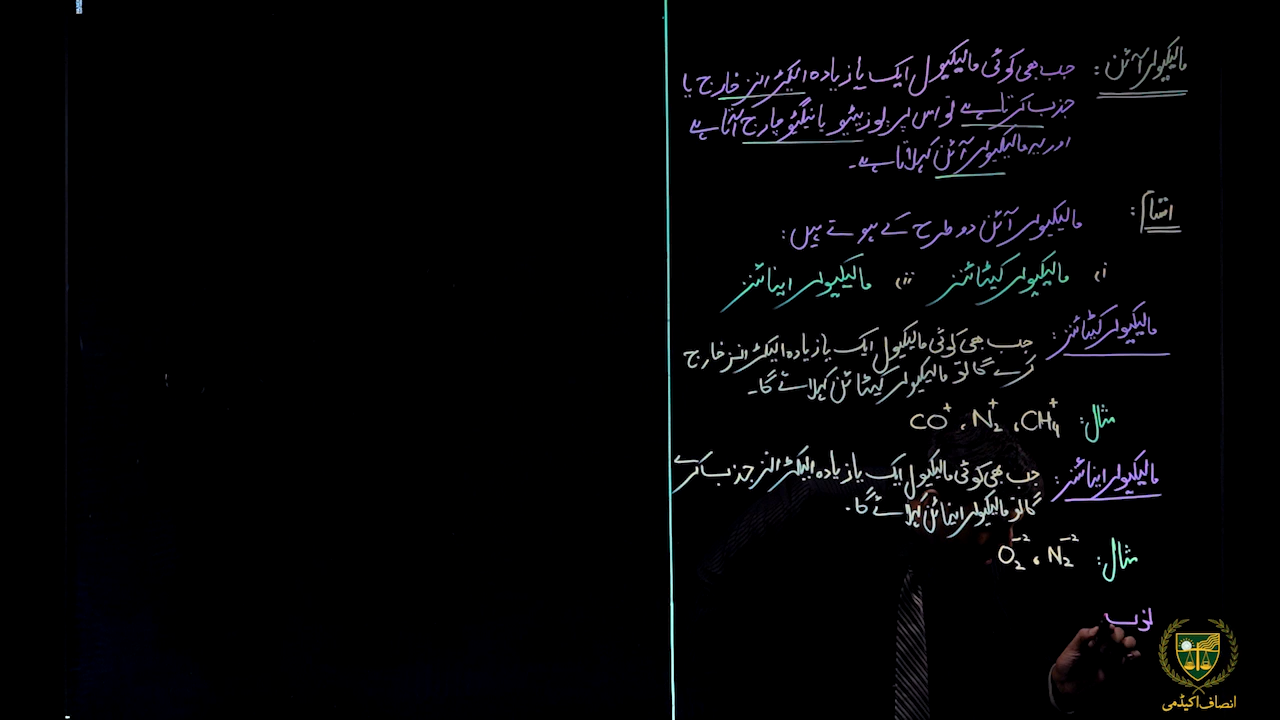 مالیکیولر آئن: جب بھی کوئی مالیکیول ایک یا زیادہ الیکٹرانز خارج یا
جذب کرتا ہے تو اس پر پوزیٹیو یا نیگٹیو چارج آتا ہے
اور یہ مالیکیولر آئن کہلاتا ہے۔
اقسام: مالیکیولر آئن دو طرح کے ہوتے ہیں:
i) مالیکیولر کیٹائنز ii) مالیکیولر اینائنز
مالیکیولر کیٹائنز: جب بھی کوئی مالیکیول ایک یا زیادہ الیکٹرانز خارج
کرے گا تو مالیکیولر کیٹائن کہلائے گا۔
مثال: CH₄⁺ ، N₂⁺ ، CO⁺
مالیکیولر اینائنز: جب بھی کوئی مالیکیول ایک یا زیادہ الیکٹرانز جذب کرے
گا تو مالیکیولر اینائن کہلائے گا۔
مثال: N₂⁻² ، O₂⁻²
انصاف اکیڈمی